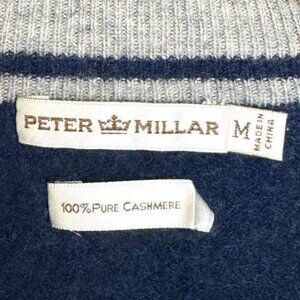 PETER MILLAR M MADE IN CHINA
100% PURE CASHMERE